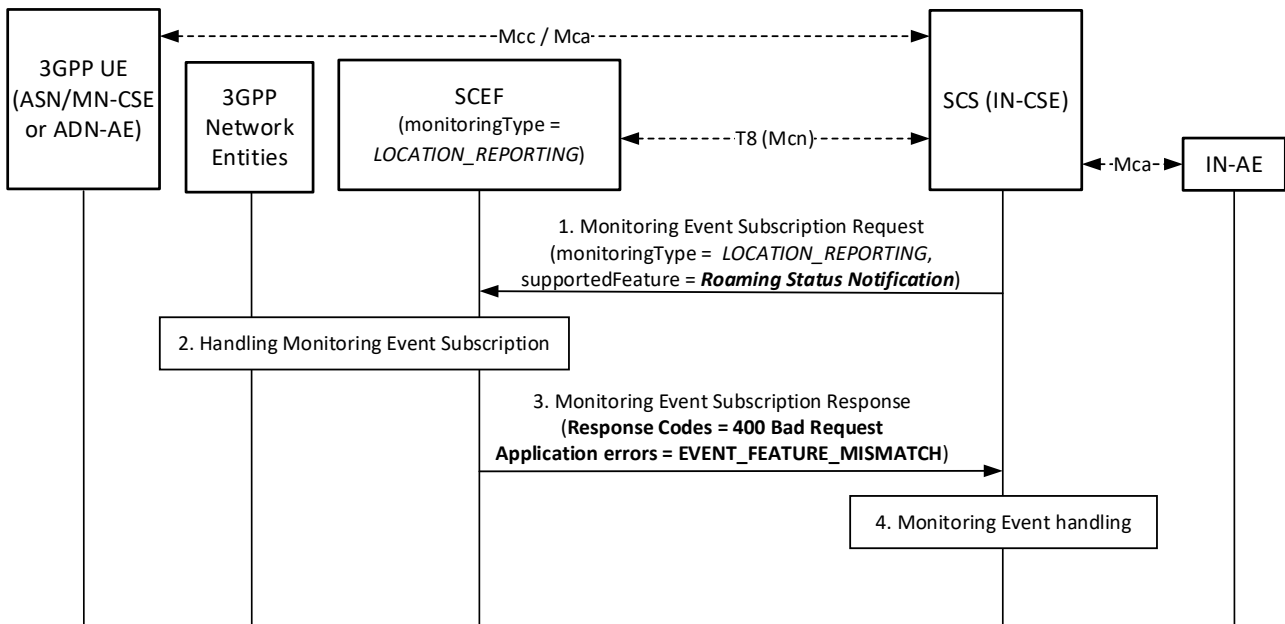 Mcc / Mca
3GPP UE
(ASN/MN-CSE
or ADN-AE)
3GPP
Network
Entities
SCEF
(monitoringType =
LOCATION_REPORTING)
T8 (Mcn)
SCS (IN-CSE)
Mca
IN-AE
1. Monitoring Event Subscription Request
(monitoringType = LOCATION_REPORTING,
supportedFeature = Roaming Status Notification)
2. Handling Monitoring Event Subscription
3. Monitoring Event Subscription Response
(Response Codes = 400 Bad Request
Application errors = EVENT_FEATURE_MISMATCH)
4. Monitoring Event handling